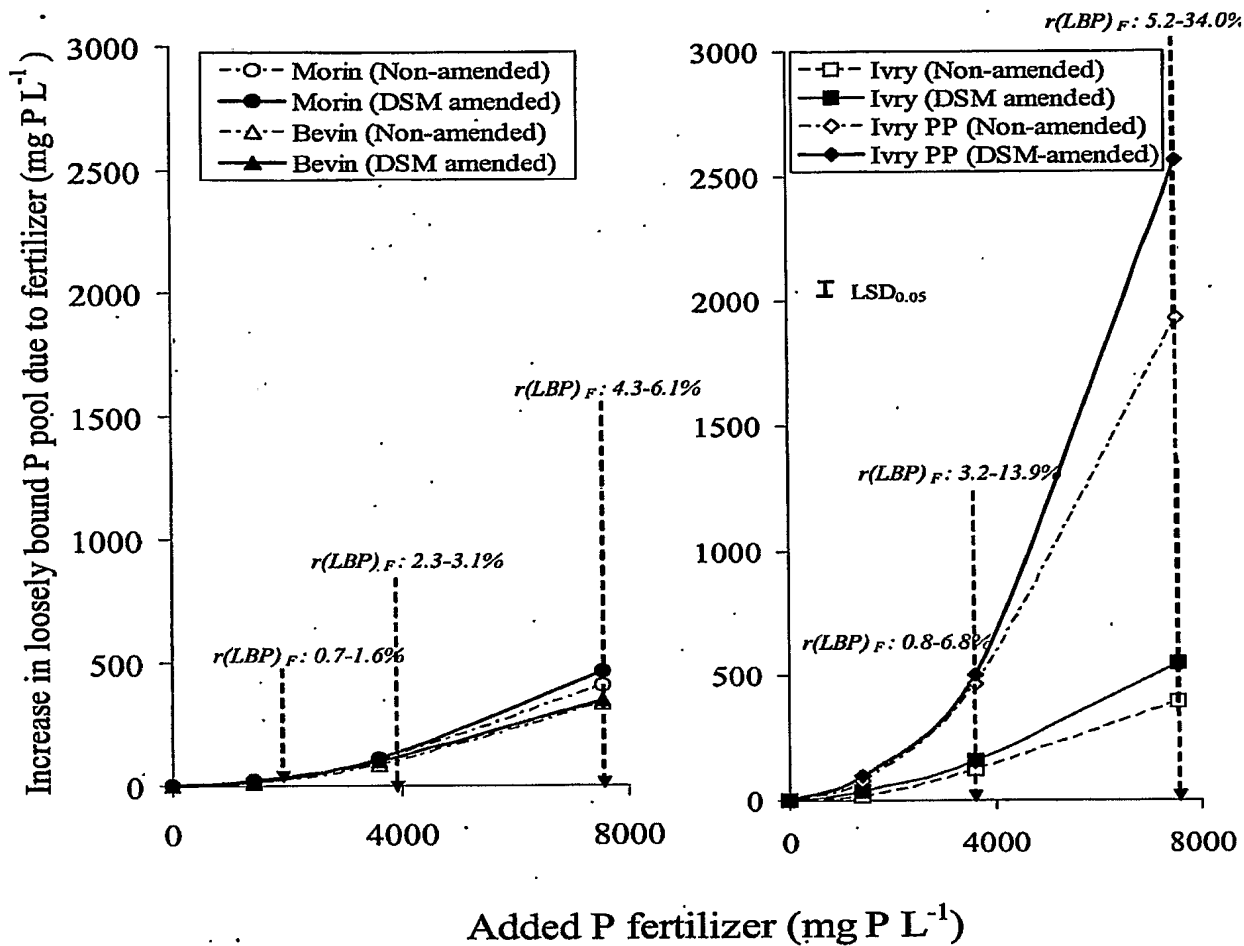 Increase in loosely bound P pool due to fertilizer (mg P L-1)
3000
2500
2000
1500
1000
500
0
Morin (Non-amended)
Morin (DSM amended)
Bevin (Non-amended)
Bevin (DSM amended)
r(LBP) F : 4.3-6.1%
r(LBP) F : 2.3-3.1%
r(LBP) F : 0.7-1.6%
0 4000 8000
r(LBP) F : 5.2-34.0%
3000
2500
2000
1500
1000
500
0
Ivry (Non-amended)
Ivry (DSM amended)
Ivry PP (Non-amended)
Ivry PP (DSM-amended)
LSD0.05
r(LBP) F : 3.2-13.9%
r(LBP) F : 0.8-6.8%
0 4000 8000
Added P fertilizer (mg P L-1)